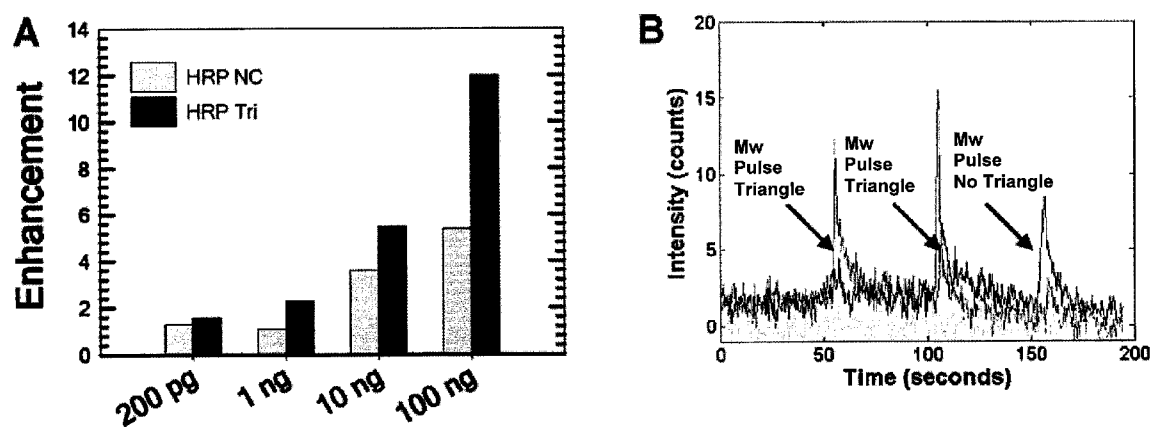 A
Enhancement
14
12
10
8
6
4
2
0
HRP NC
HRP Tri
200 pg
1 ng
10 ng
100 ng
B
Intensity (counts)
20
15
10
5
0
Mw
Pulse
Triangle
Mw
Pulse
Triangle
Mw
Pulse
No Triangle
0
50
100
150
200
Time (seconds)